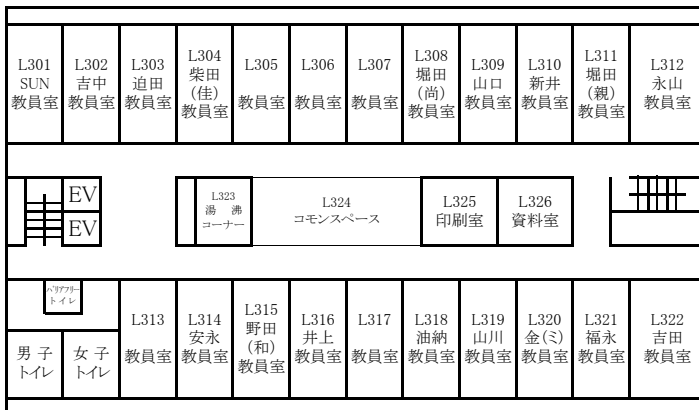 L301
SUN
教員室
L302
吉中
教員室
L303
迫田
教員室
L304
柴田
(佳)
教員室
L305
教員室
L306
教員室
L307
教員室
L308
堀田
(尚)
教員室
L309
山口
教員室
L310
新井
教員室
L311
堀田
(親)
教員室
L312
永山
教員室
EV
EV
L323
湯 沸
コーナー
L324
コモンスペース
L325
印刷室
L326
資料室
バリアフリー
トイレ
男 子
トイレ
女 子
トイレ
L313
教員室
L314
安永
教員室
L315
野田
(和)
教員室
L316
井上
教員室
L317
教員室
L318
油納
教員室
L319
山川
教員室
L320
金(ミ)
教員室
L321
福永
教員室
L322
吉田
教員室